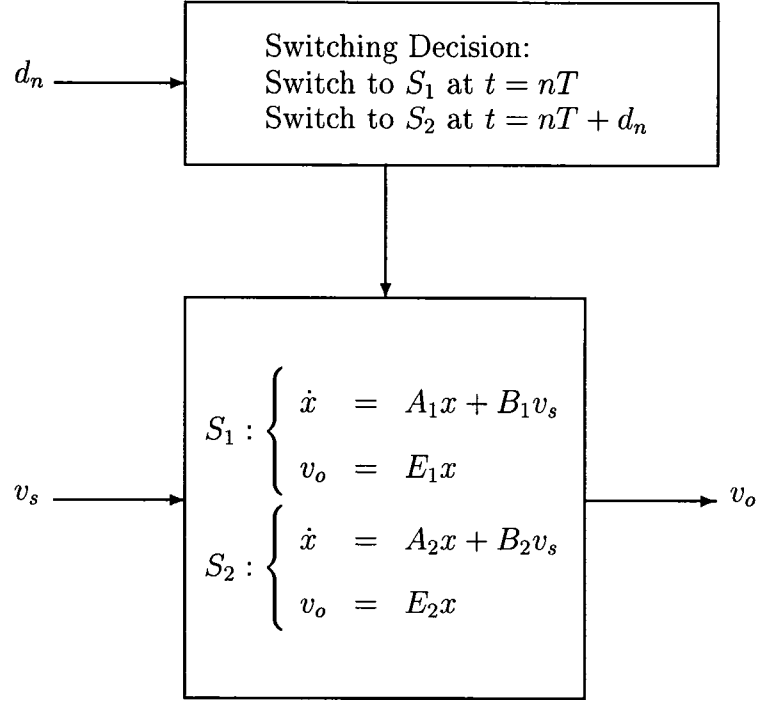 Switching Decision:
d_n
Switch to S_1 at t = nT
Switch to S_2 at t = nT + d_n
ẋ = A_1x + B_1v_s
S_1 :
v_o = E_1x
v_s
v_o
ẋ = A_2x + B_2v_s
S_2 :
v_o = E_2x